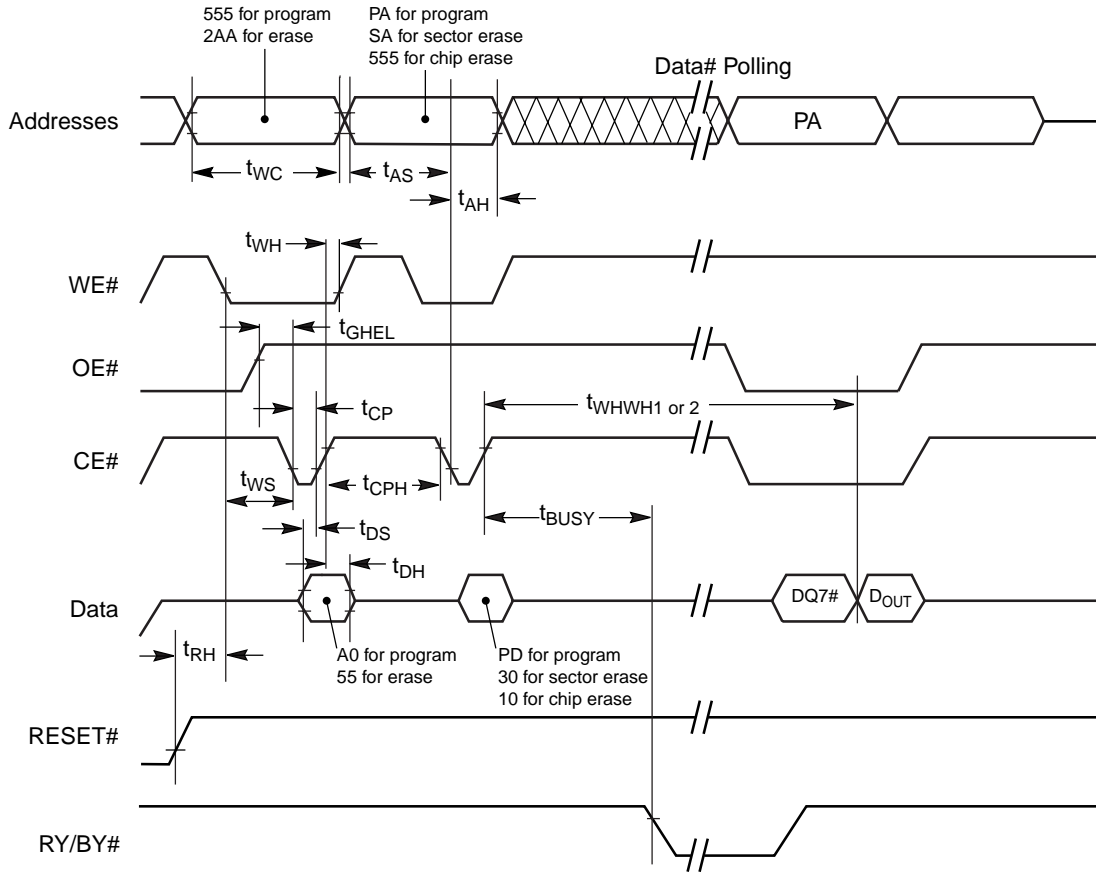 555 for program
2AA for erase
PA for program
SA for sector erase
555 for chip erase
Data# Polling
Addresses
PA
tWC
tAS
tAH
tWH
WE#
tGHEL
OE#
tWHWH1 or 2
tCP
CE#
tWS
tCPH
tBUSY
tDS
tDH
Data
DQ7#
DOUT
tRH
A0 for program
55 for erase
PD for program
30 for sector erase
10 for chip erase
RESET#
RY/BY#